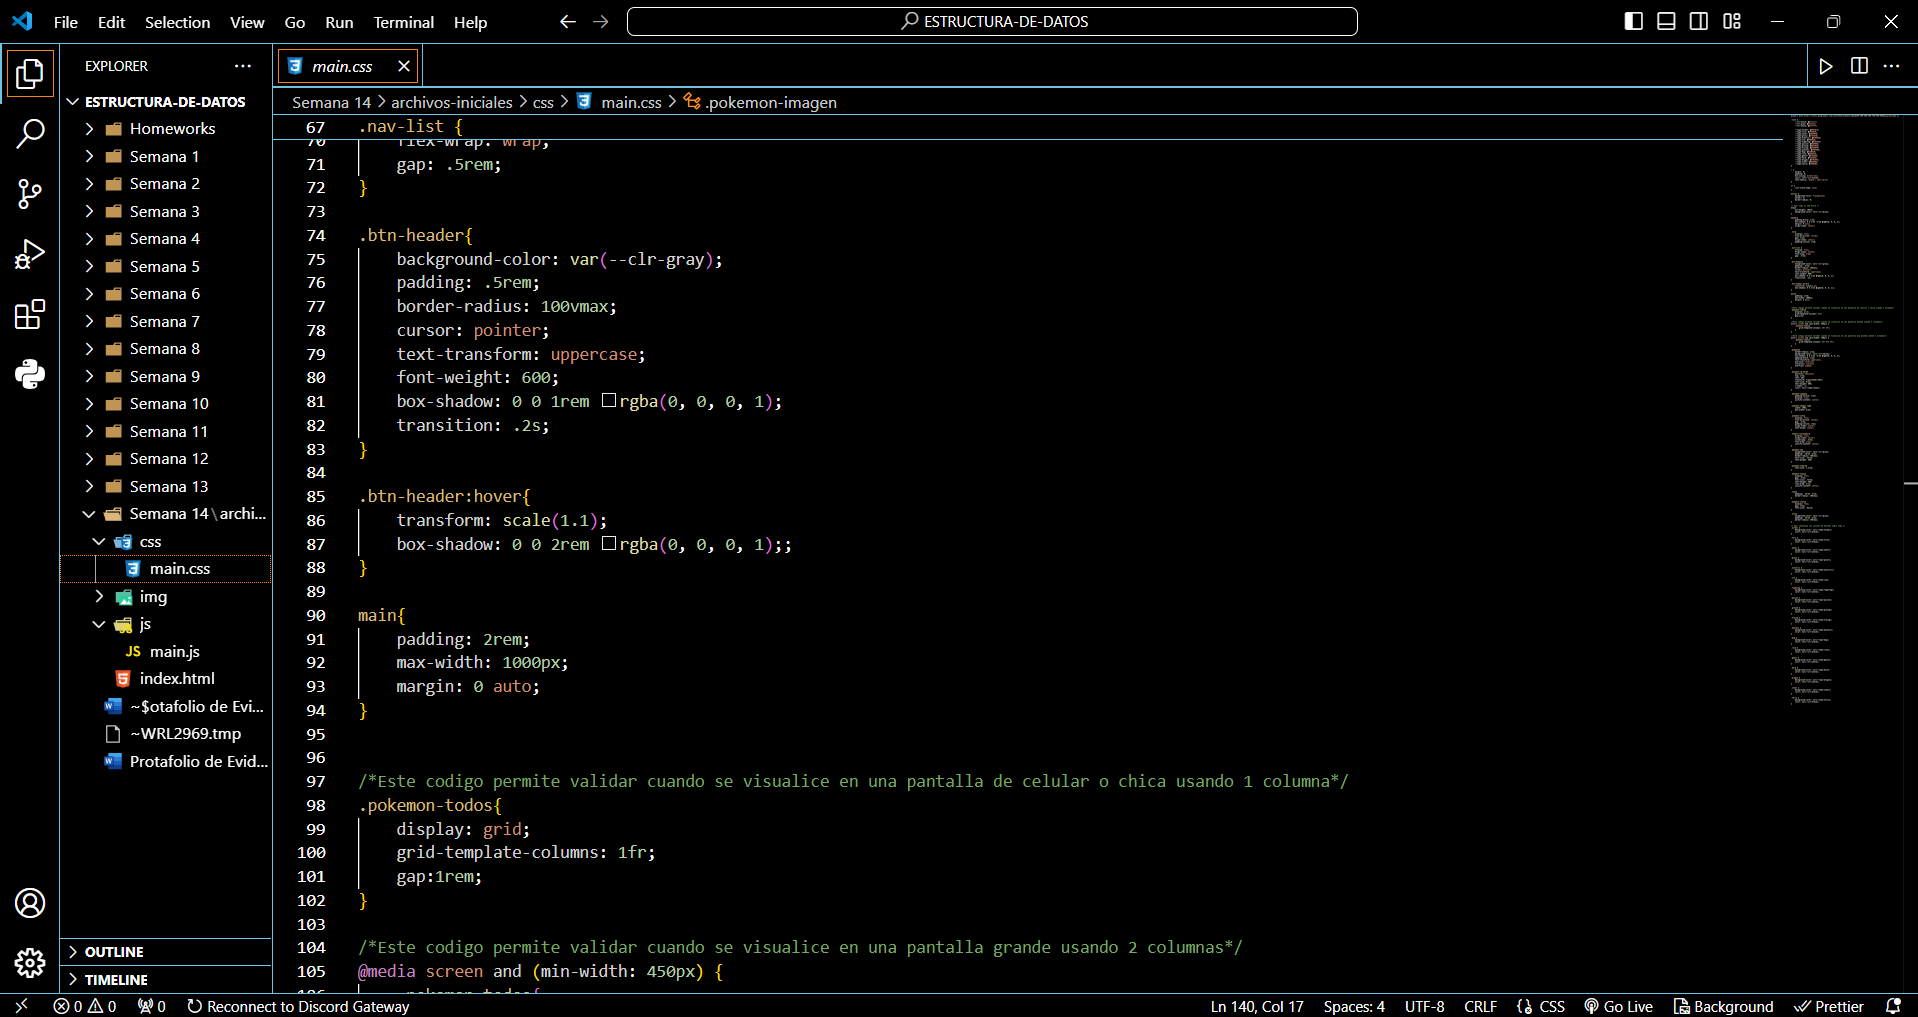 File Edit Selection View Go Run Terminal Help
ESTRUCTURA-DE-DATOS
EXPLORER
ESTRUCTURA-DE-DATOS
Homeworks
Semana 1
Semana 2
Semana 3
Semana 4
Semana 5
Semana 6
Semana 7
Semana 8
Semana 9
Semana 10
Semana 11
Semana 12
Semana 13
Semana 14\archi...
css
main.css
img
js
JS main.js
index.html
~$otafolio de Evi...
~WRL2969.tmp
Protafolio de Evid...
OUTLINE
TIMELINE
main.css
Semana 14 > archivos-iniciales > css > main.css > .pokemon-imagen
67 .nav-list {
70 flex-wrap: wrap;
71 gap: .5rem;
72 }
73
74 .btn-header{
75 background-color: var(--clr-gray);
76 padding: .5rem;
77 border-radius: 100vmax;
78 cursor: pointer;
79 text-transform: uppercase;
80 font-weight: 600;
81 box-shadow: 0 0 1rem rgba(0, 0, 0, 1);
82 transition: .2s;
83 }
84
85 .btn-header:hover{
86 transform: scale(1.1);
87 box-shadow: 0 0 2rem rgba(0, 0, 0, 1);;
88 }
89
90 main{
91 padding: 2rem;
92 max-width: 1000px;
93 margin: 0 auto;
94 }
95
96
97 /*Este codigo permite validar cuando se visualice en una pantalla de celular o chica usando 1 columna*/
98 .pokemon-todos{
99 display: grid;
100 grid-template-columns: 1fr;
101 gap:1rem;
102 }
103
104 /*Este codigo permite validar cuando se visualice en una pantalla grande usando 2 columnas*/
105 @media screen and (min-width: 450px) {
106 .pokemon-todos{
0 0 0 Reconnect to Discord Gateway
Ln 140, Col 17 Spaces: 4 UTF-8 CRLF {} CSS Go Live Background Prettier